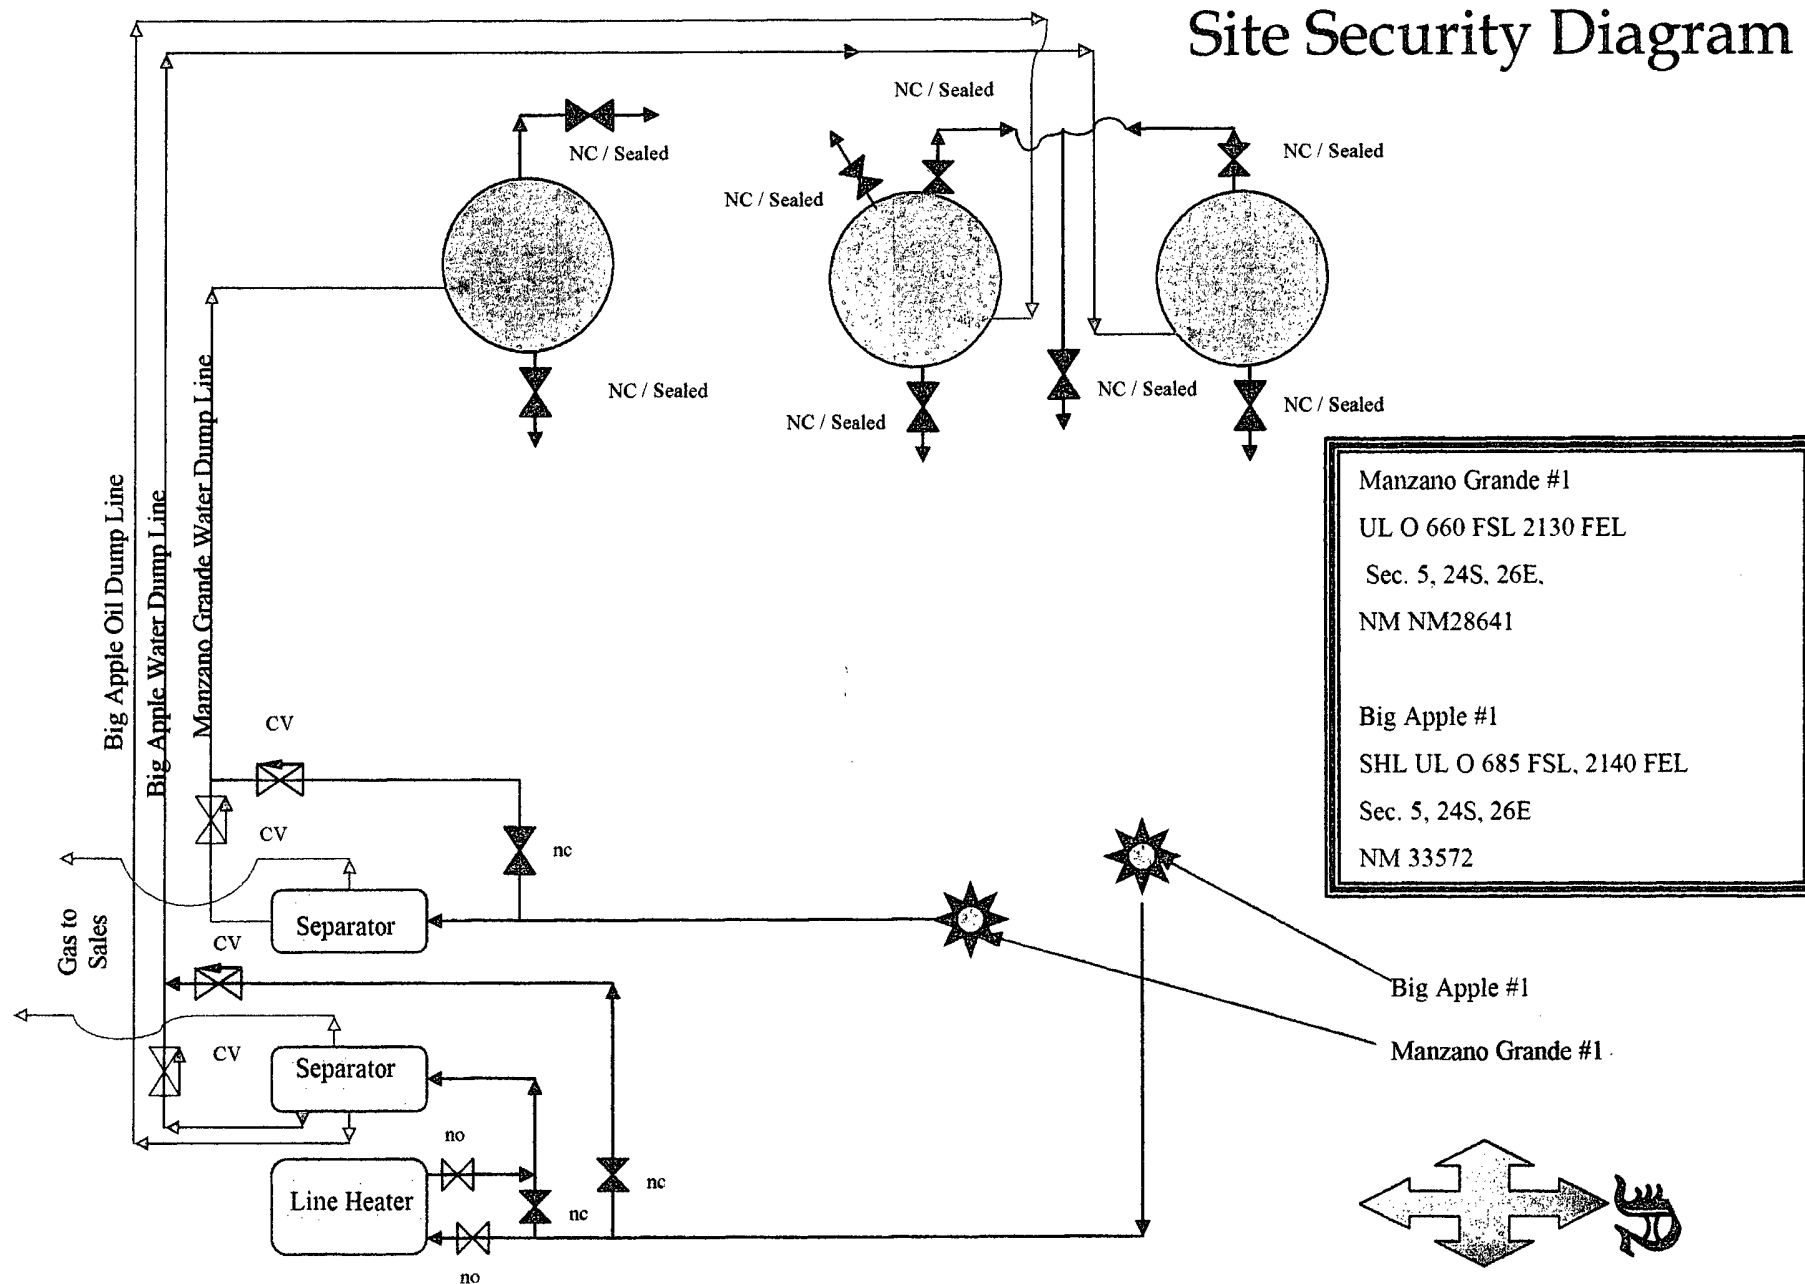 Site Security Diagram
NC / Sealed
NC / Sealed
NC / Sealed
NC / Sealed
NC / Sealed
NC / Sealed
NC / Sealed
NC / Sealed
NC / Sealed
Big Apple Oil Dump Line
Big Apple Water Dump Line
Manzano Grande Water Dump Line
Manzano Grande #1
UL O 660 FSL 2130 FEL
Sec. 5, 24S, 26E,
NM NM28641
Big Apple #1
SHL UL O 685 FSL, 2140 FEL
Sec. 5, 24S, 26E
NM 33572
CV
CV
nc
Separator
Gas to
Sales
CV
CV
Separator
Big Apple #1
Manzano Grande #1
no
Line Heater
nc
nc
no